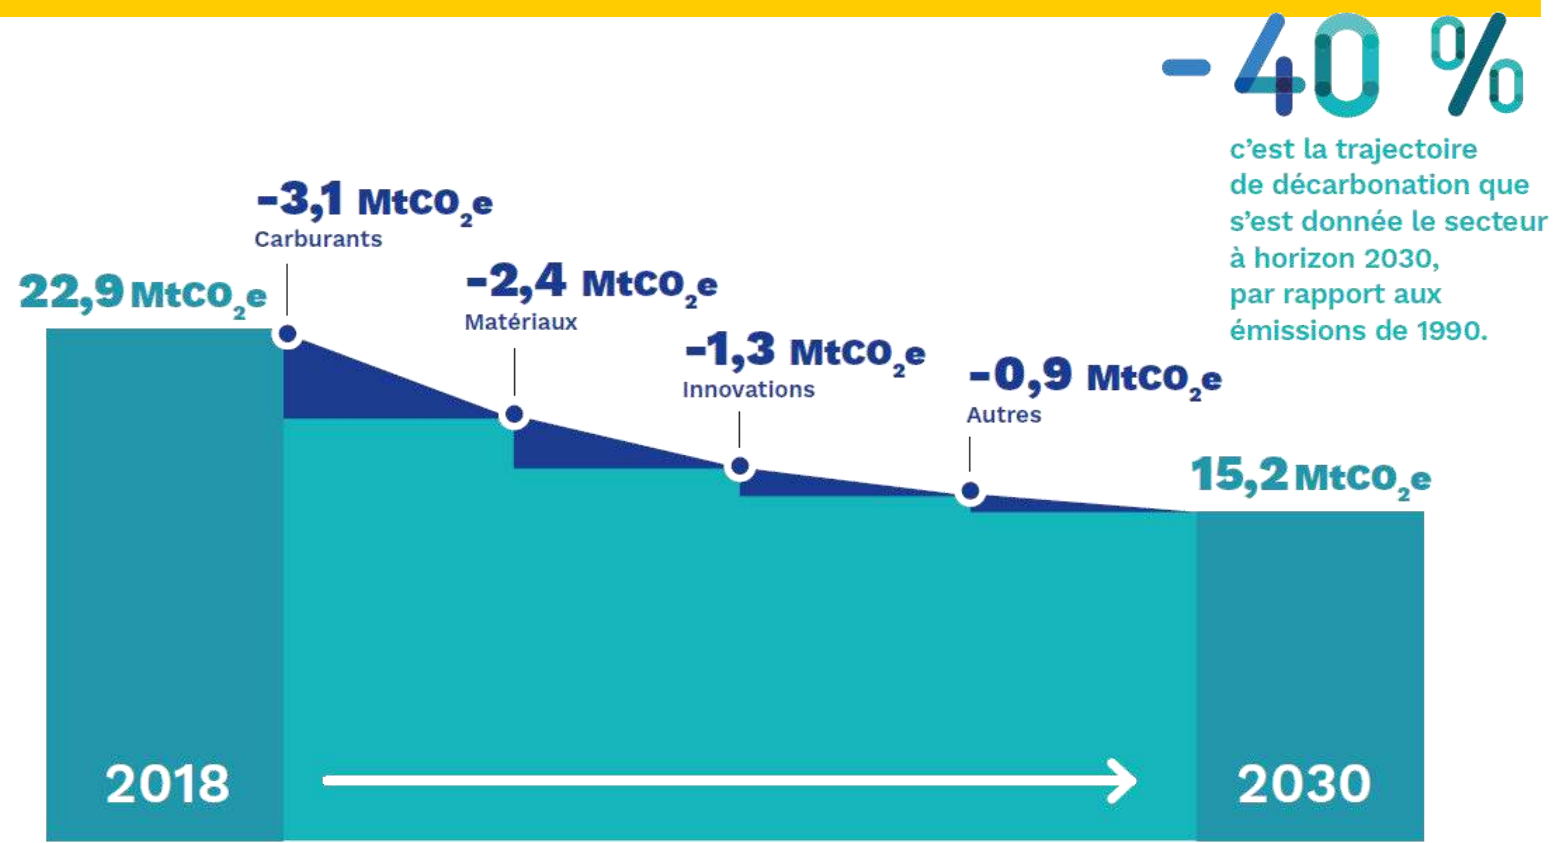 -40 %
c'est la trajectoire
de décarbonation que
s'est donnée le secteur
à horizon 2030,
par rapport aux
émissions de 1990.
22,9 MtCO₂e
-3,1 MtCO₂e
Carburants
-2,4 MtCO₂e
Matériaux
-1,3 MtCO₂e
Innovations
-0,9 MtCO₂e
Autres
15,2 MtCO₂e
2018
2030